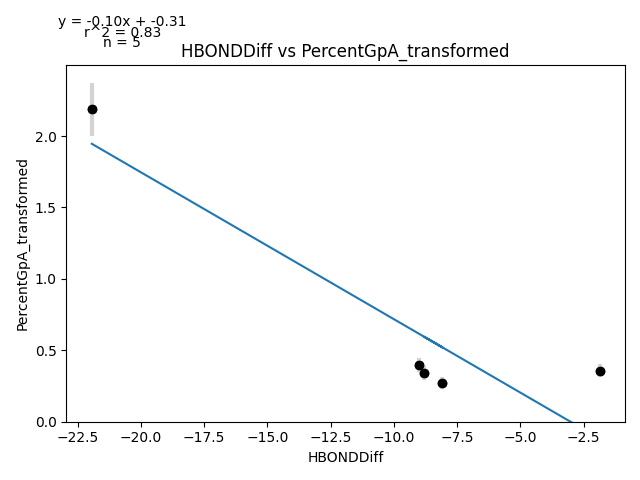 y = -0.10x + -0.31
r^2 = 0.83
n = 5
HBONDDiff vs PercentGpA_transformed
PercentGpA_transformed
2.0
1.5
1.0
0.5
0.0
−22.5 −20.0 −17.5 −15.0 −12.5 −10.0 −7.5 −5.0 −2.5
HBONDDiff